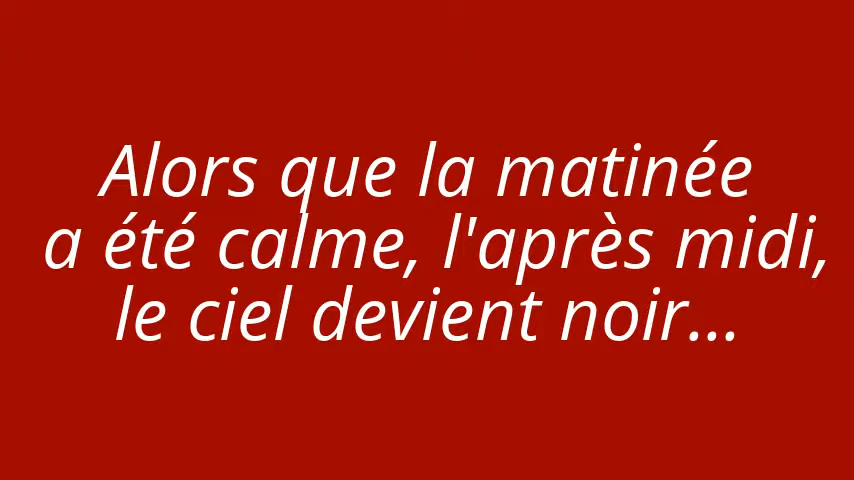 Alors que la matinée
a été calme, l'après midi,
le ciel devient noir...